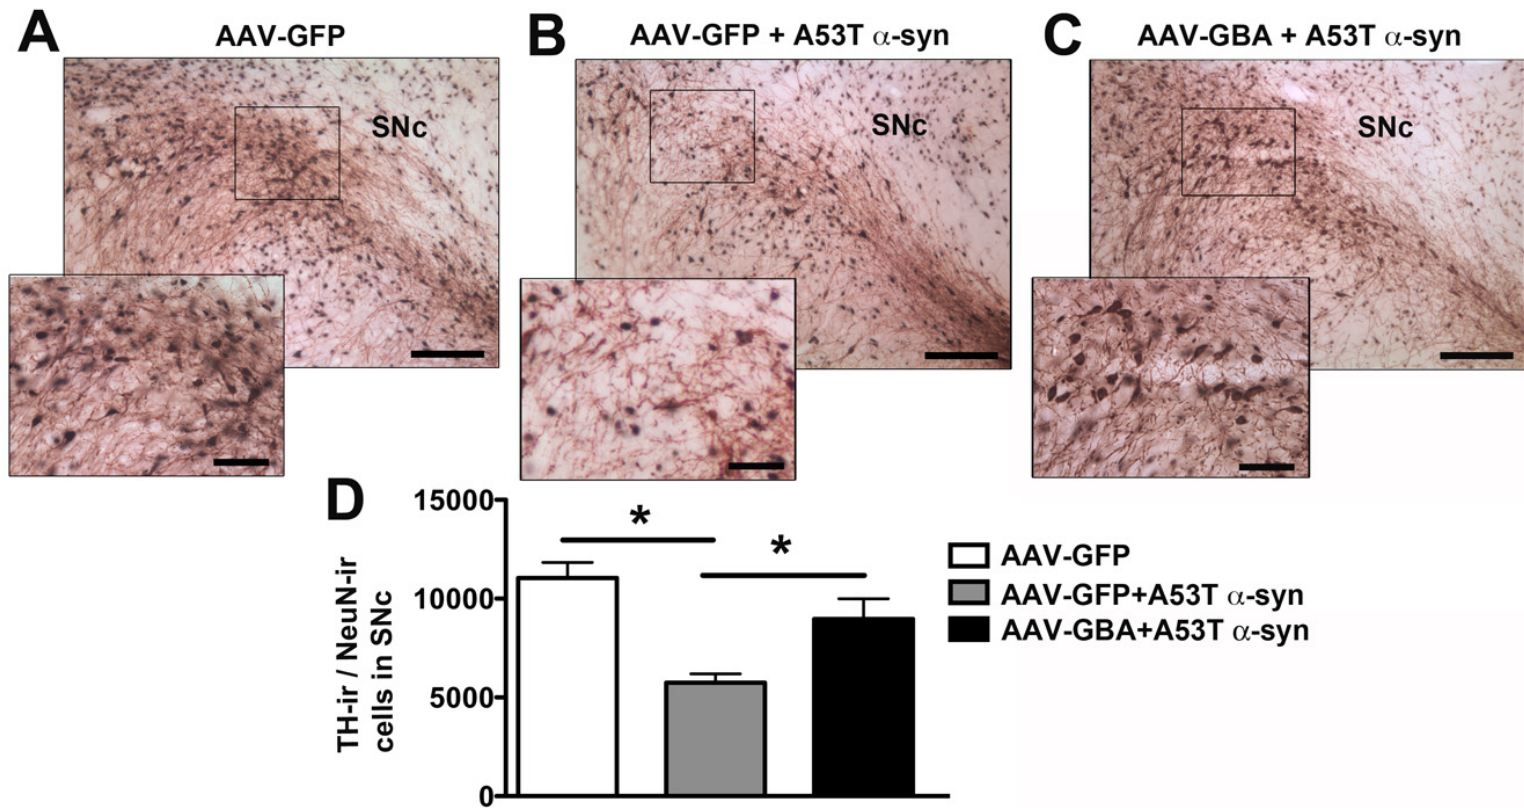 A
AAV-GFP
SNc
B
AAV-GFP + A53T α-syn
SNc
C
AAV-GBA + A53T α-syn
SNc
D
TH-ir / NeuN-ir
cells in SNc
15000
10000
5000
0
*
*
AAV-GFP
AAV-GFP+A53T α-syn
AAV-GBA+A53T α-syn